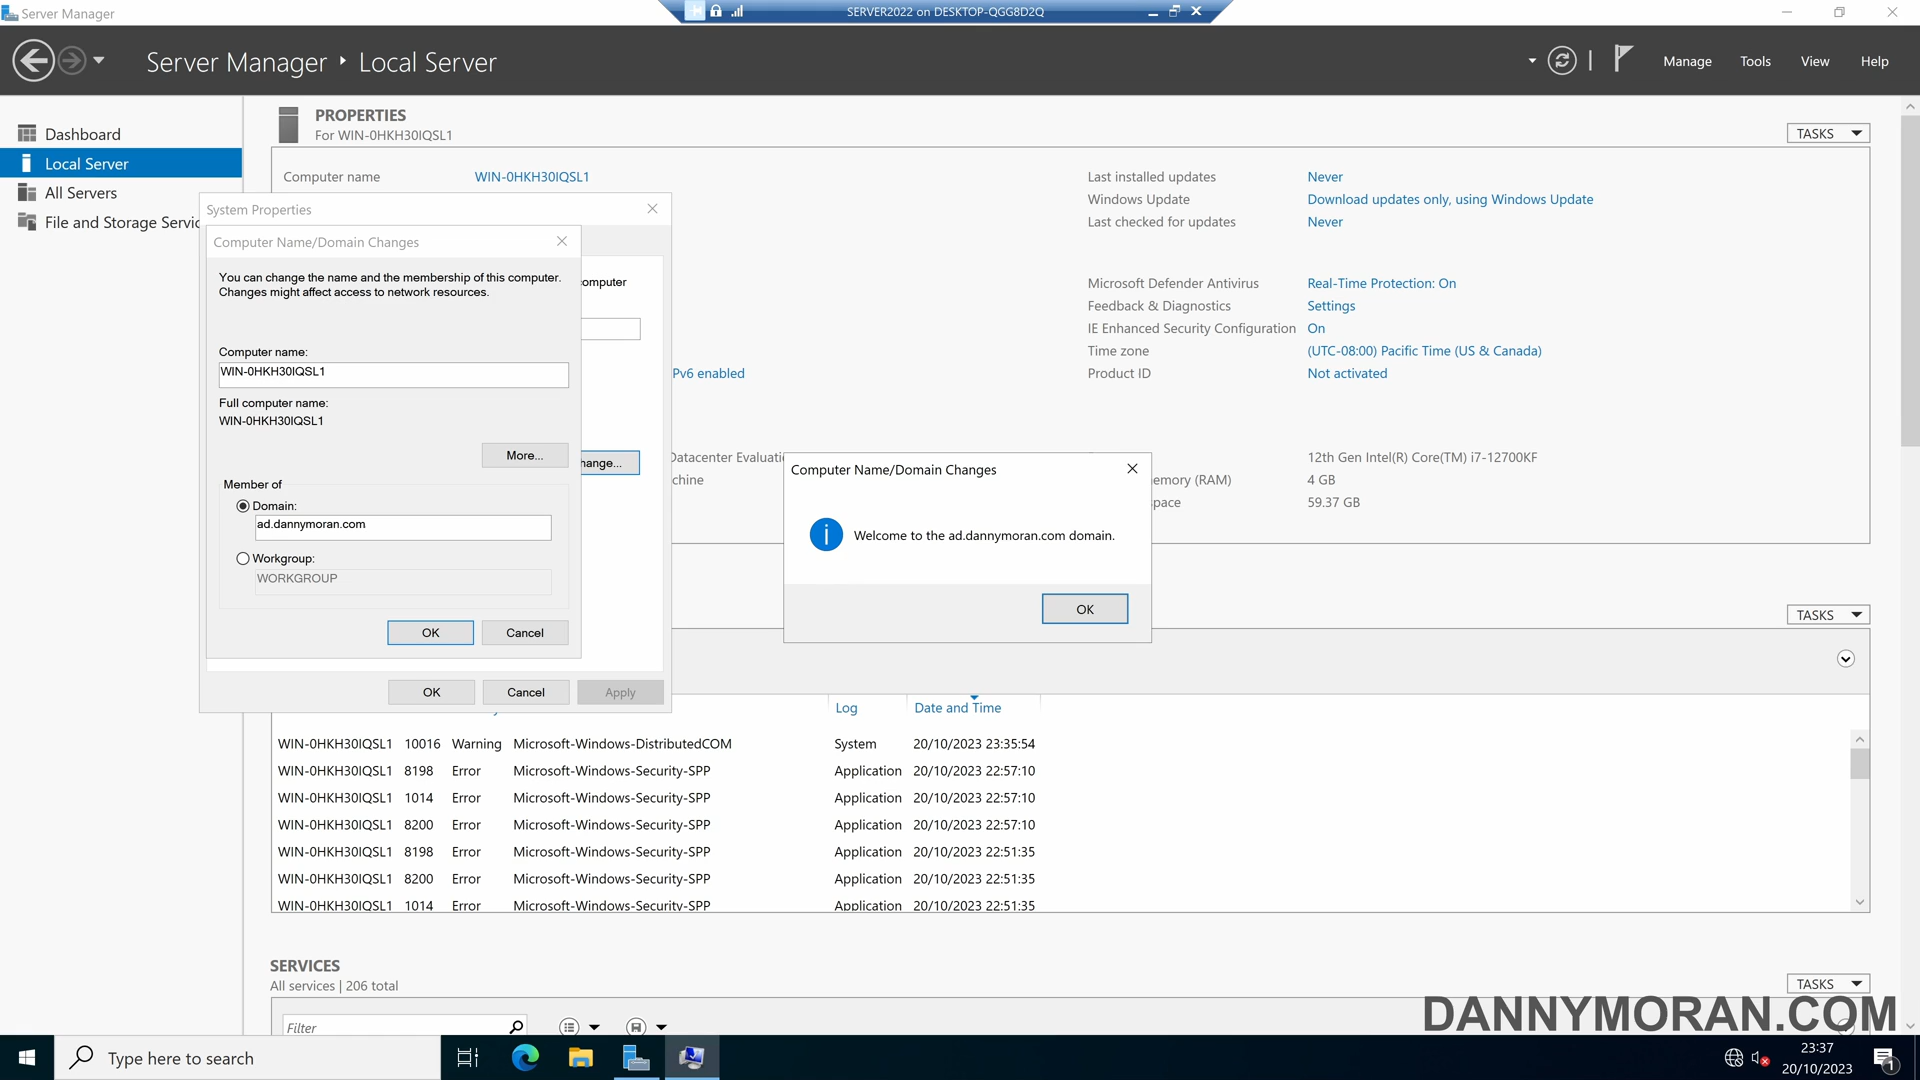 Server Manager
SERVER2022 on DESKTOP-QGG8D2Q
Server Manager
Local Server
Manage
Tools
View
Help
Dashboard
Local Server
All Servers
File and Storage Servic
PROPERTIES
For WIN-0HKH30IQSL1
TASKS
Computer name
WIN-0HKH30IQSL1
Last installed updates
Never
Windows Update
Download updates only, using Windows Update
Last checked for updates
Never
Microsoft Defender Antivirus
Real-Time Protection: On
Feedback & Diagnostics
Settings
IE Enhanced Security Configuration
On
Time zone
(UTC-08:00) Pacific Time (US & Canada)
Product ID
Not activated
Pv6 enabled
Datacenter Evaluati
chine
12th Gen Intel(R) Core(TM) i7-12700KF
emory (RAM)
4 GB
pace
59.37 GB
System Properties
omputer
hange...
OK
Cancel
Apply
Computer Name/Domain Changes
You can change the name and the membership of this computer.
Changes might affect access to network resources.
Computer name:
WIN-0HKH30IQSL1
Full computer name:
WIN-0HKH30IQSL1
More...
Member of
Domain:
ad.dannymoran.com
Workgroup:
WORKGROUP
OK
Cancel
Computer Name/Domain Changes
Welcome to the ad.dannymoran.com domain.
OK
TASKS
Log
Date and Time
WIN-0HKH30IQSL1 10016 Warning Microsoft-Windows-DistributedCOM System 20/10/2023 23:35:54
WIN-0HKH30IQSL1 8198 Error Microsoft-Windows-Security-SPP Application 20/10/2023 22:57:10
WIN-0HKH30IQSL1 1014 Error Microsoft-Windows-Security-SPP Application 20/10/2023 22:57:10
WIN-0HKH30IQSL1 8200 Error Microsoft-Windows-Security-SPP Application 20/10/2023 22:57:10
WIN-0HKH30IQSL1 8198 Error Microsoft-Windows-Security-SPP Application 20/10/2023 22:51:35
WIN-0HKH30IQSL1 8200 Error Microsoft-Windows-Security-SPP Application 20/10/2023 22:51:35
WIN-0HKH30IQSL1 1014 Error Microsoft-Windows-Security-SPP Application 20/10/2023 22:51:35
SERVICES
All services | 206 total
TASKS
Filter
DANNYMORAN.COM
Type here to search
23:37
20/10/2023
1